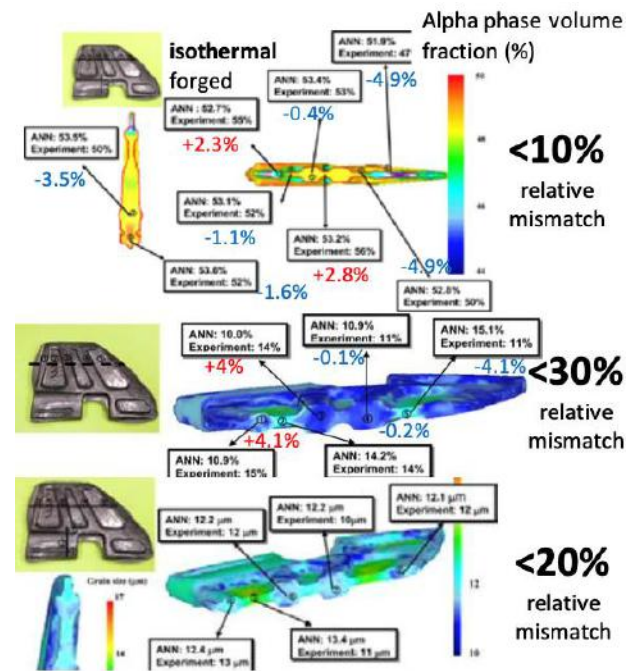 Alpha phase volume
fraction (%)
isothermal
forged
ANN: 51.9%
Experiment: 47
-4.9%
ANN: 53.4%
Experiment: 53%
-0.4%
ANN : 52.7%
Experiment: 55%
+2.3%
ANN: 53.5%
Experiment: 50%
-3.5%
50
48
46
44
<10%
relative
mismatch
ANN: 53.1%
Experiment: 52%
-1.1%
ANN: 53.2%
Experiment: 56%
+2.8%
-4.9%
ANN: 53.6%
Experiment: 52%
-1.6%
ANN: 52.8%
Experiment: 50%
ANN: 10.0%
Experiment: 14%
+4%
ANN: 10.9%
Experiment: 11%
-0.1%
ANN: 15.1%
Experiment: 11%
-4.1%
<30%
relative
mismatch
+4.1%
-0.2%
ANN: 10.9%
Experiment: 15%
ANN: 14.2%
Experiment: 14%
ANN: 12.2 µm
Experiment: 12 µm
ANN: 12.2 µm
Experiment: 10µm
ANN: 12.1 µm
Experiment: 12 µm
<20%
relative
mismatch
12
10
Grain size (µm)
17
14
ANN: 12.4 µm
Experiment: 13 µm
ANN: 13.4 µm
Experiment: 11 µm